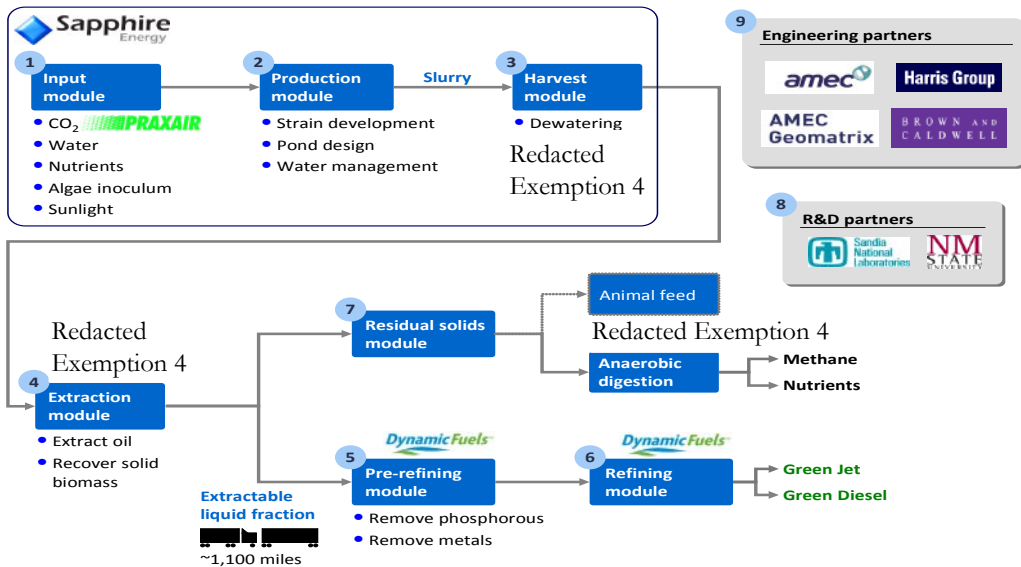 Sapphire
Energy
1
Input
module
• CO₂ PRAXAIR
• Water
• Nutrients
• Algae inoculum
• Sunlight
2
Production
module
• Strain development
• Pond design
• Water management
Slurry
3
Harvest
module
• Dewatering
Redacted
Exemption 4
9
Engineering partners
amec
Harris Group
AMEC
Geomatrix
BROWN AND
CALDWELL
8
R&D partners
Sandia
National
Laboratories
NM
STATE
UNIVERSITY
Redacted
Exemption 4
4
Extraction
module
• Extract oil
• Recover solid
biomass
7
Residual solids
module
Animal feed
Redacted Exemption 4
Anaerobic
digestion
Methane
Nutrients
Extractable
liquid fraction
~1,100 miles
DynamicFuels
5
Pre-refining
module
• Remove phosphorous
• Remove metals
DynamicFuels
6
Refining
module
Green Jet
Green Diesel